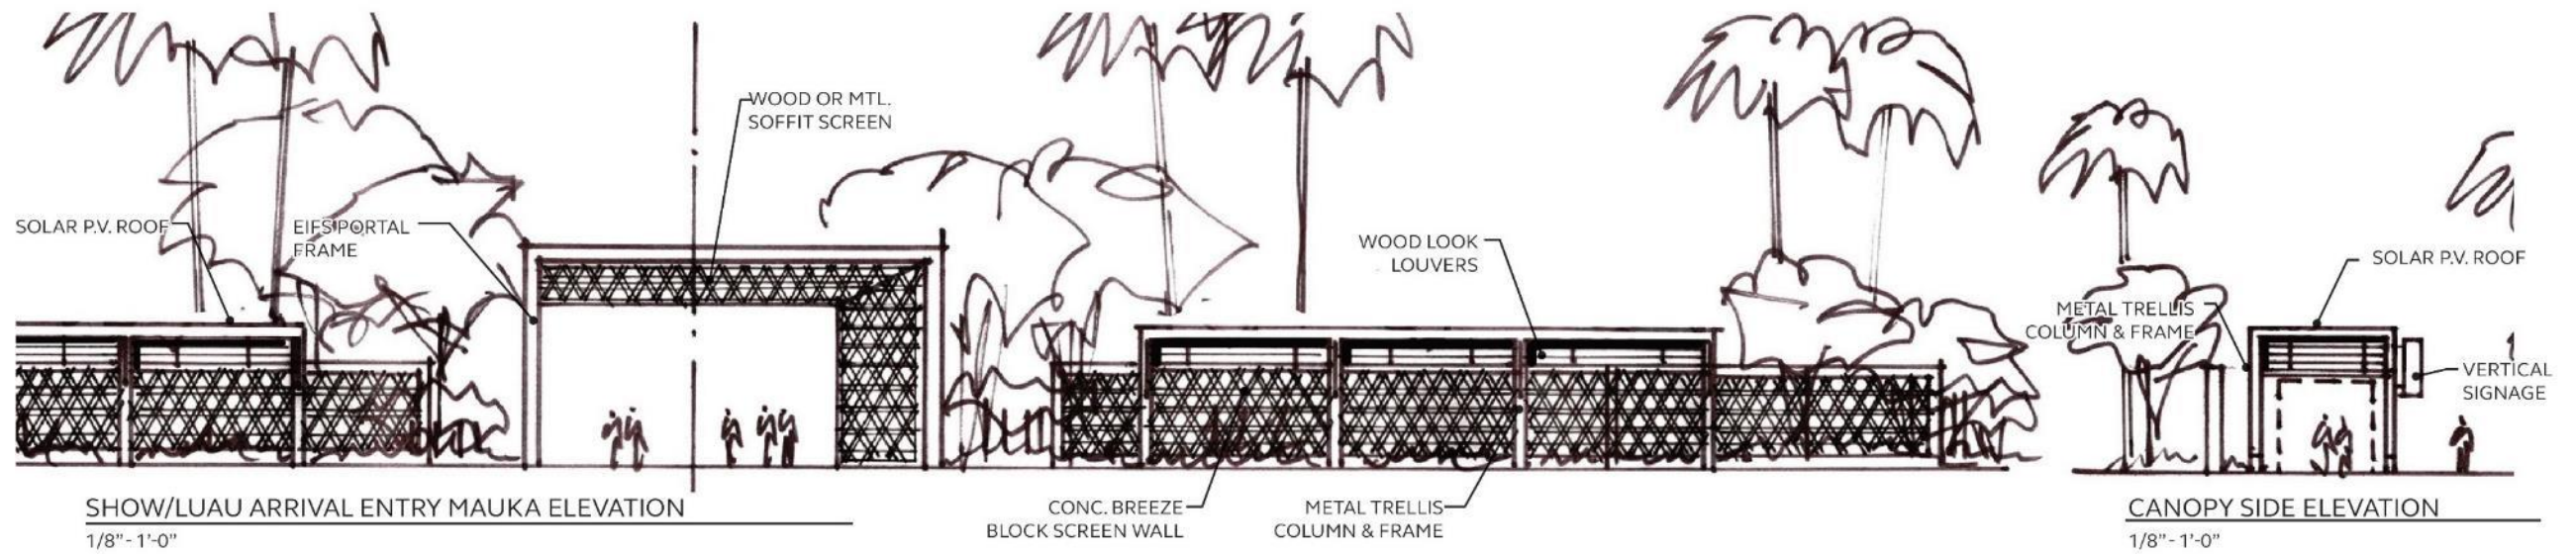 WOOD OR MTL.
SOFFIT SCREEN
SOLAR P.V. ROOF
EIFS PORTAL
FRAME
WOOD LOOK
LOUVERS
CONC. BREEZE
BLOCK SCREEN WALL
METAL TRELLIS
COLUMN & FRAME
SHOW/LUAU ARRIVAL ENTRY MAUKA ELEVATION
1/8"- 1'-0"
SOLAR P.V. ROOF
METAL TRELLIS
COLUMN & FRAME
VERTICAL
SIGNAGE
CANOPY SIDE ELEVATION
1/8"- 1'-0"